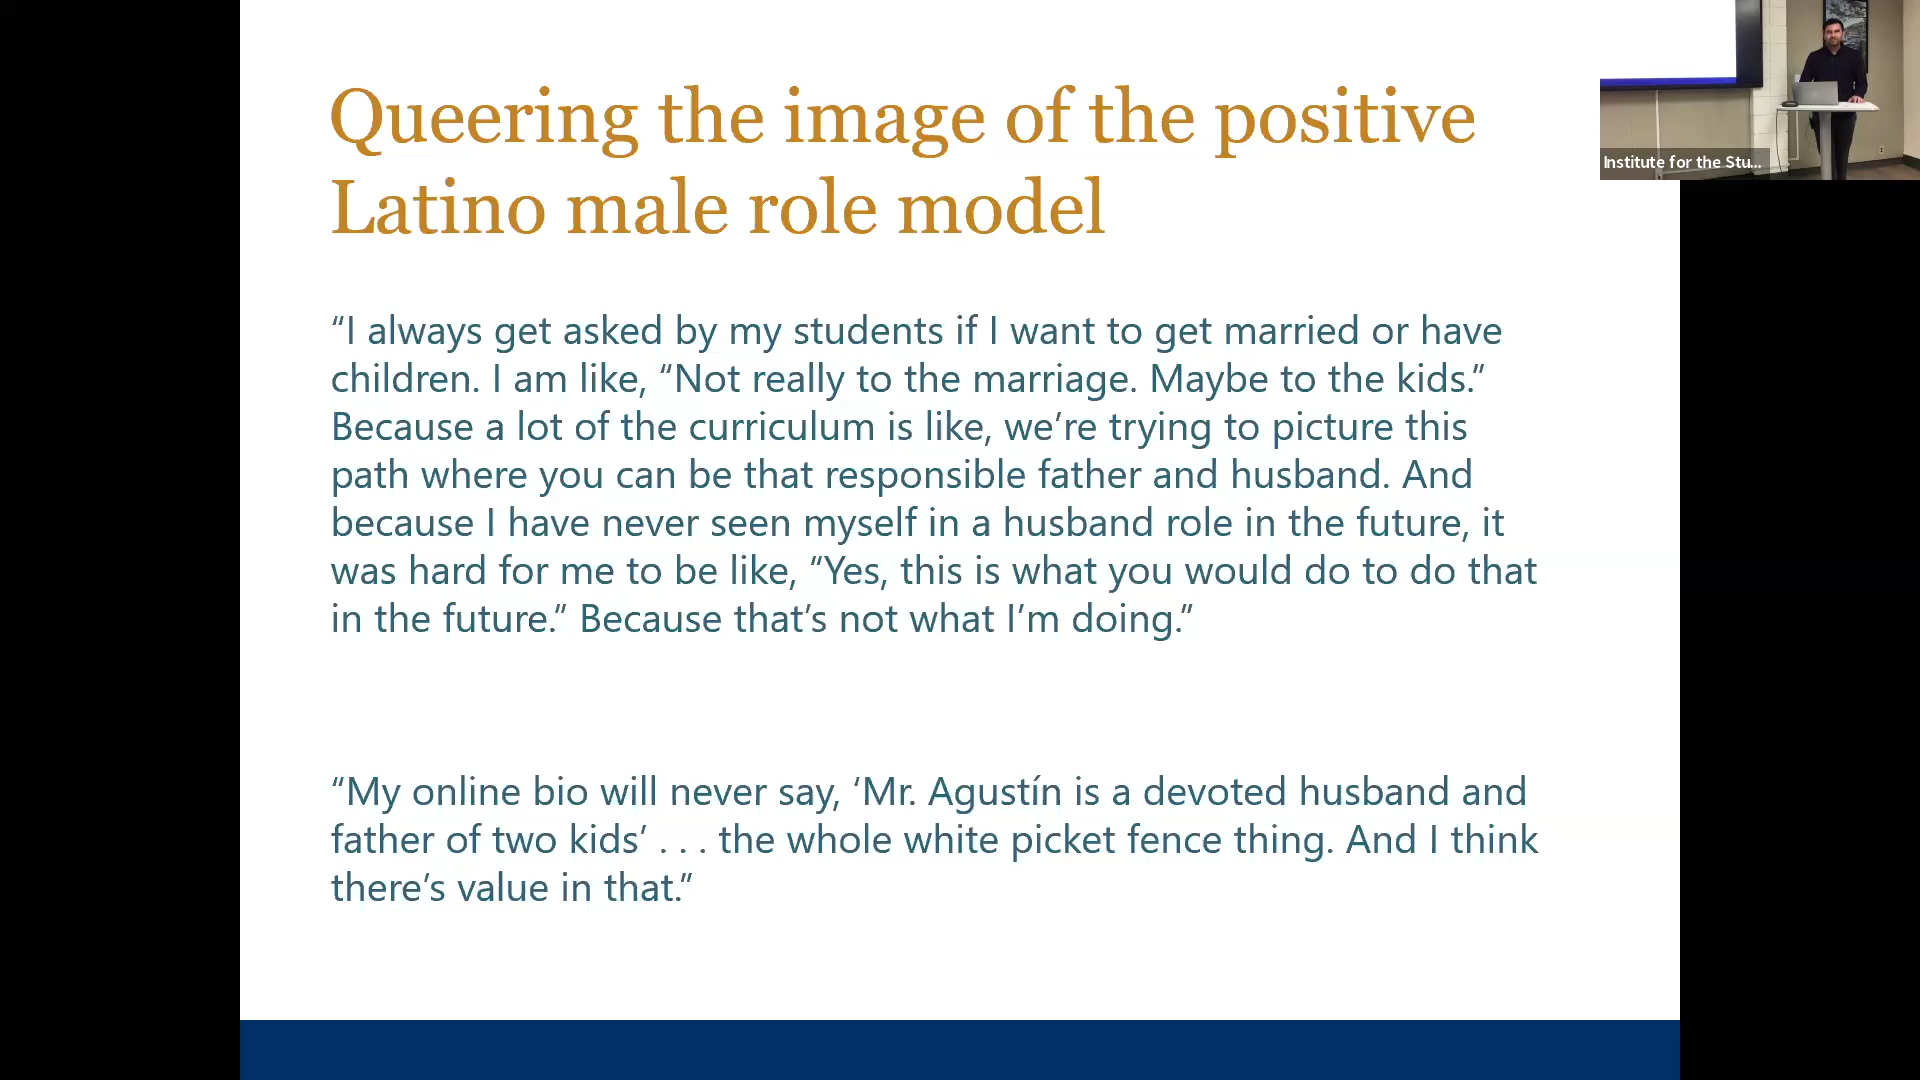 Queering the image of the positive
Latino male role model
“I always get asked by my students if I want to get married or have
children. I am like, “Not really to the marriage. Maybe to the kids.”
Because a lot of the curriculum is like, we’re trying to picture this
path where you can be that responsible father and husband. And
because I have never seen myself in a husband role in the future, it
was hard for me to be like, “Yes, this is what you would do to do that
in the future.” Because that’s not what I’m doing.”
“My online bio will never say, ‘Mr. Agustín is a devoted husband and
father of two kids’ . . . the whole white picket fence thing. And I think
there’s value in that.”
Institute for the Stu...